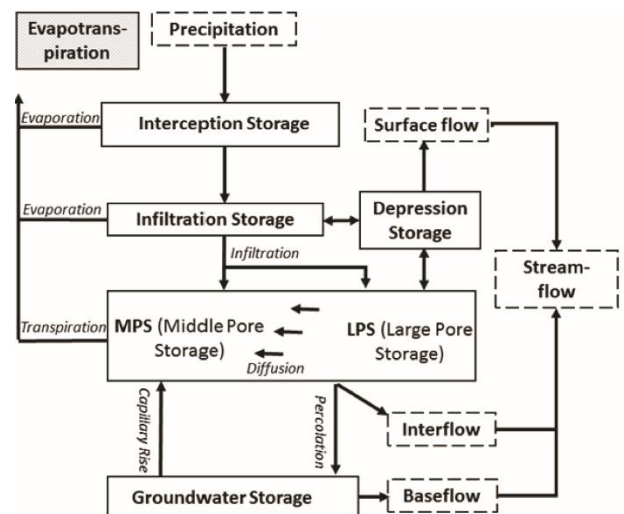 Evapotrans-
piration
Precipitation
Evaporation
Interception Storage
Surface flow
Evaporation
Infiltration Storage
Depression
Storage
Infiltration
Stream-
flow
Transpiration
MPS (Middle Pore
Storage)
LPS (Large Pore
Storage)
Diffusion
Capillary Rise
Percolation
Interflow
Groundwater Storage
Baseflow